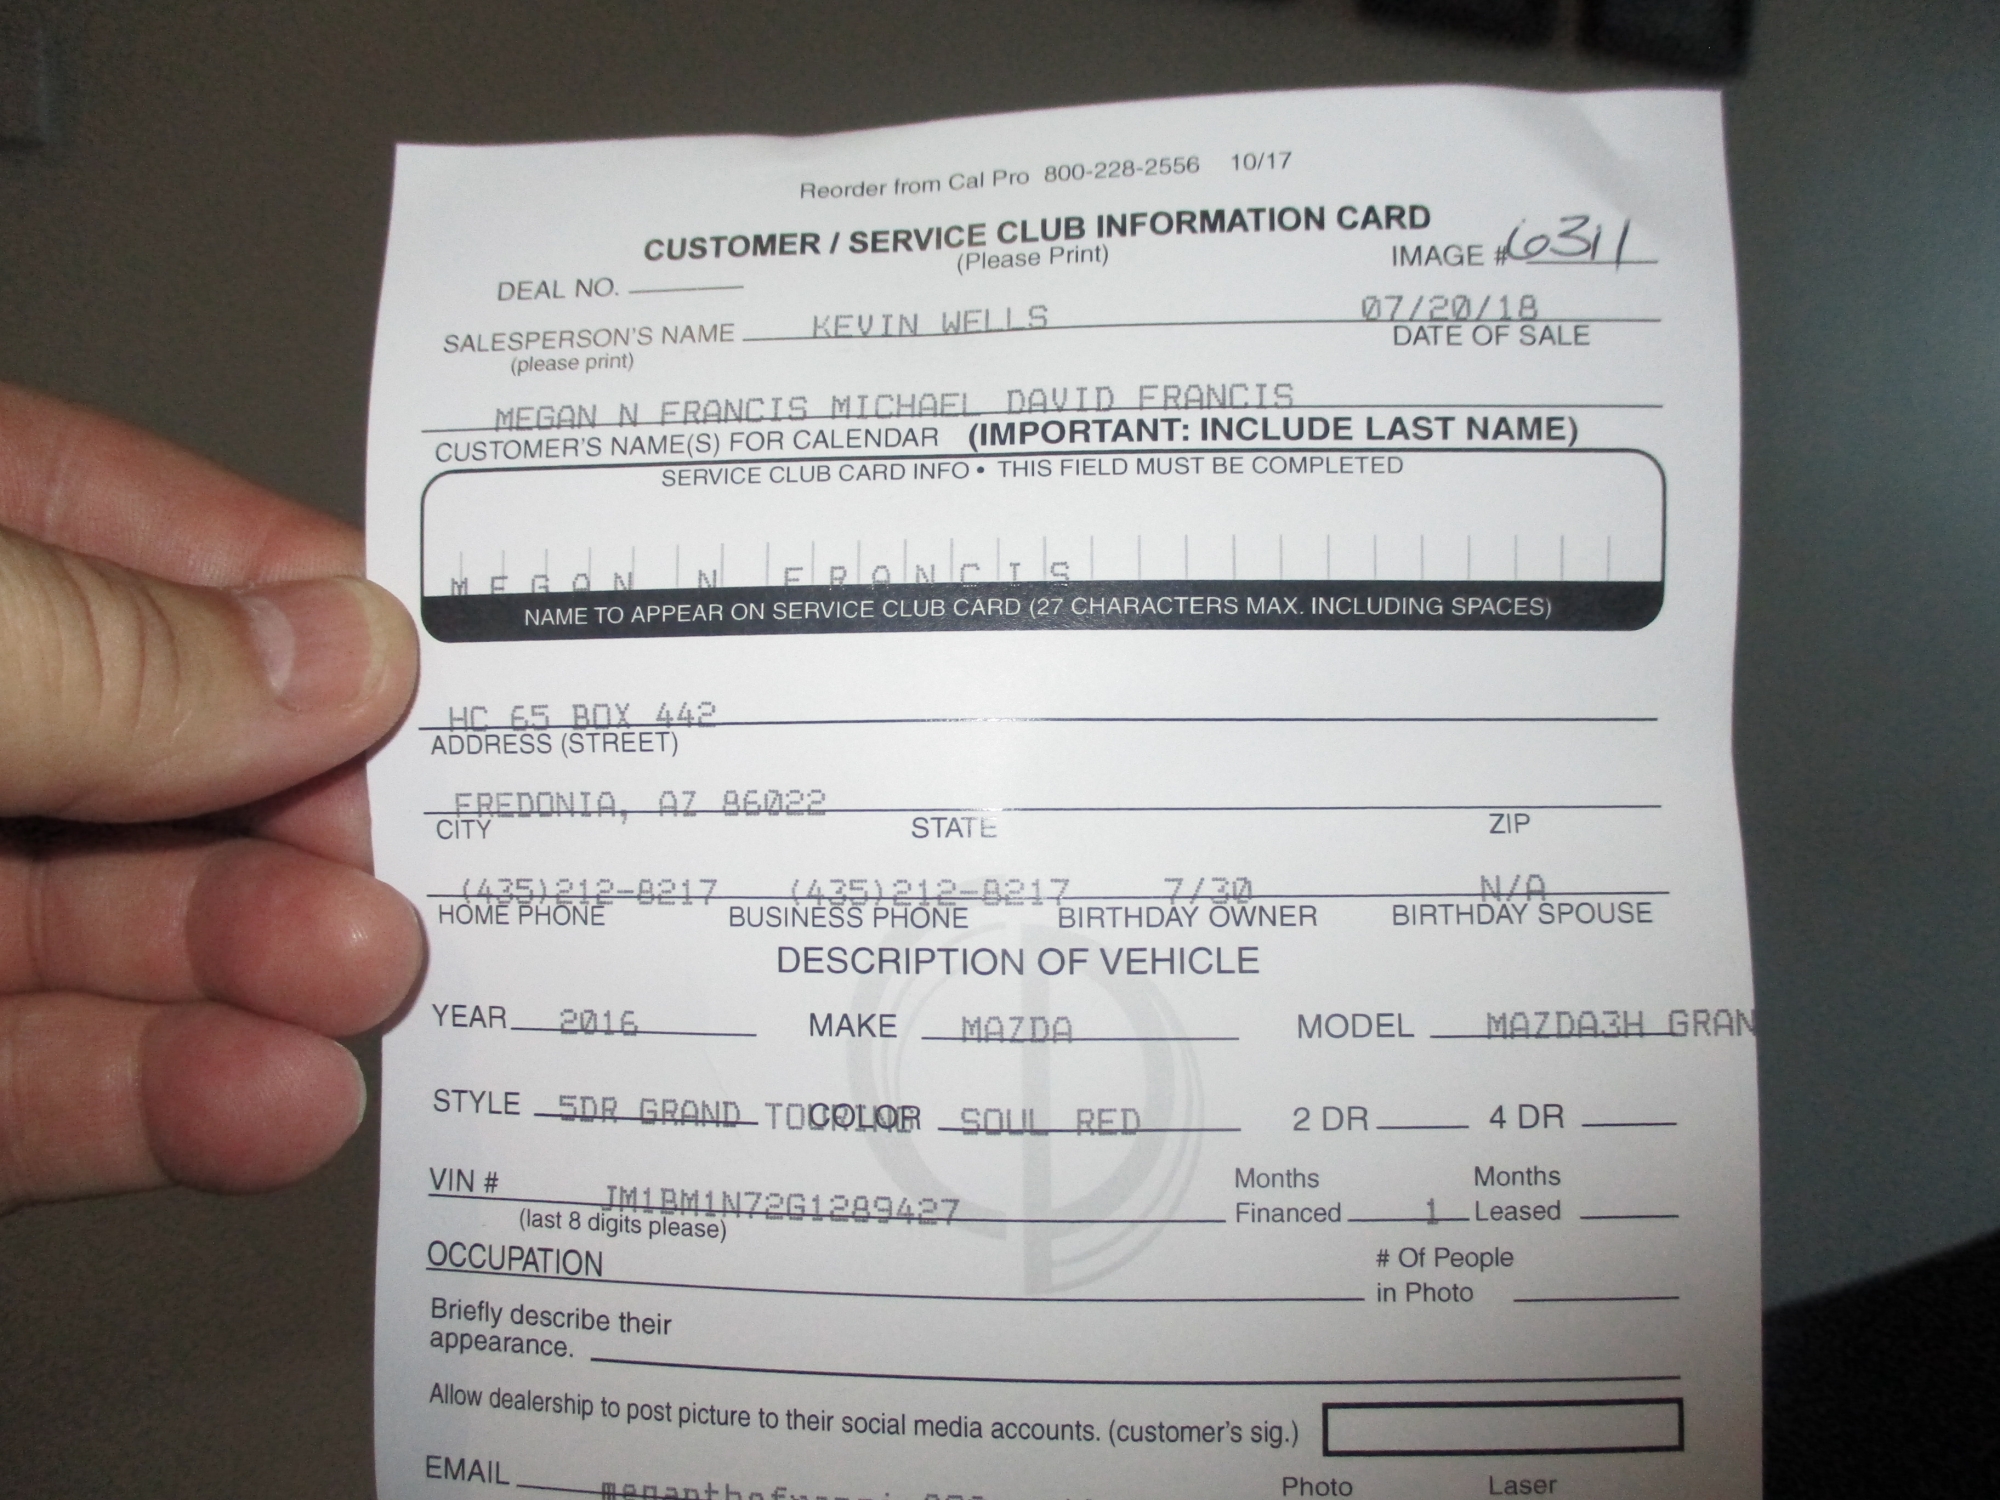 Reorder from Cal Pro 800-228-2556 10/17
CUSTOMER / SERVICE CLUB INFORMATION CARD
(Please Print)
IMAGE # 6311
DEAL NO.
SALESPERSON'S NAME KEVIN WELLS 07/20/18
(please print) DATE OF SALE
MEGAN N FRANCIS MICHAEL DAVID FRANCIS
CUSTOMER'S NAME(S) FOR CALENDAR (IMPORTANT: INCLUDE LAST NAME)
SERVICE CLUB CARD INFO • THIS FIELD MUST BE COMPLETED
MEGAN N FRANCIS
NAME TO APPEAR ON SERVICE CLUB CARD (27 CHARACTERS MAX. INCLUDING SPACES)
HC 65 BOX 442
ADDRESS (STREET)
FREDONIA, AZ 86022
CITY STATE ZIP
(435)212-8217 (435)212-8217 7/30 N/A
HOME PHONE BUSINESS PHONE BIRTHDAY OWNER BIRTHDAY SPOUSE
DESCRIPTION OF VEHICLE
YEAR 2016 MAKE MAZDA MODEL MAZDA3H GRAN
STYLE 5DR GRAND TOURING COLOR SOUL RED 2 DR 4 DR
VIN # JM1BM1N72G1289427 Months Financed 1 Months Leased
(last 8 digits please)
OCCUPATION # Of People in Photo
Briefly describe their
appearance.
Allow dealership to post picture to their social media accounts. (customer's sig.)
EMAIL
Photo Laser